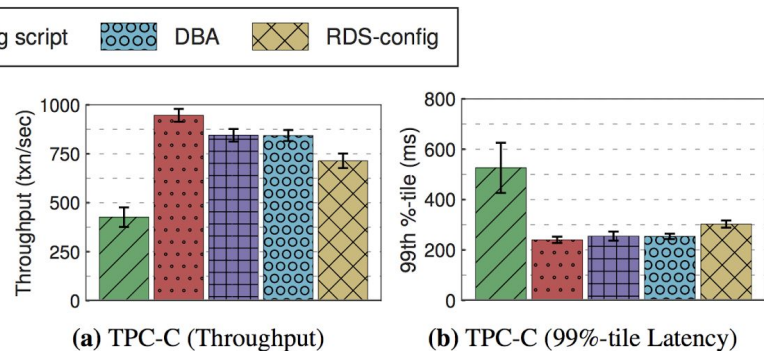 g script DBA RDS-config
Throughput (txn/sec)
1000
750
500
250
0
(a) TPC-C (Throughput)
99th %-tile (ms)
800
600
400
200
0
(b) TPC-C (99%-tile Latency)